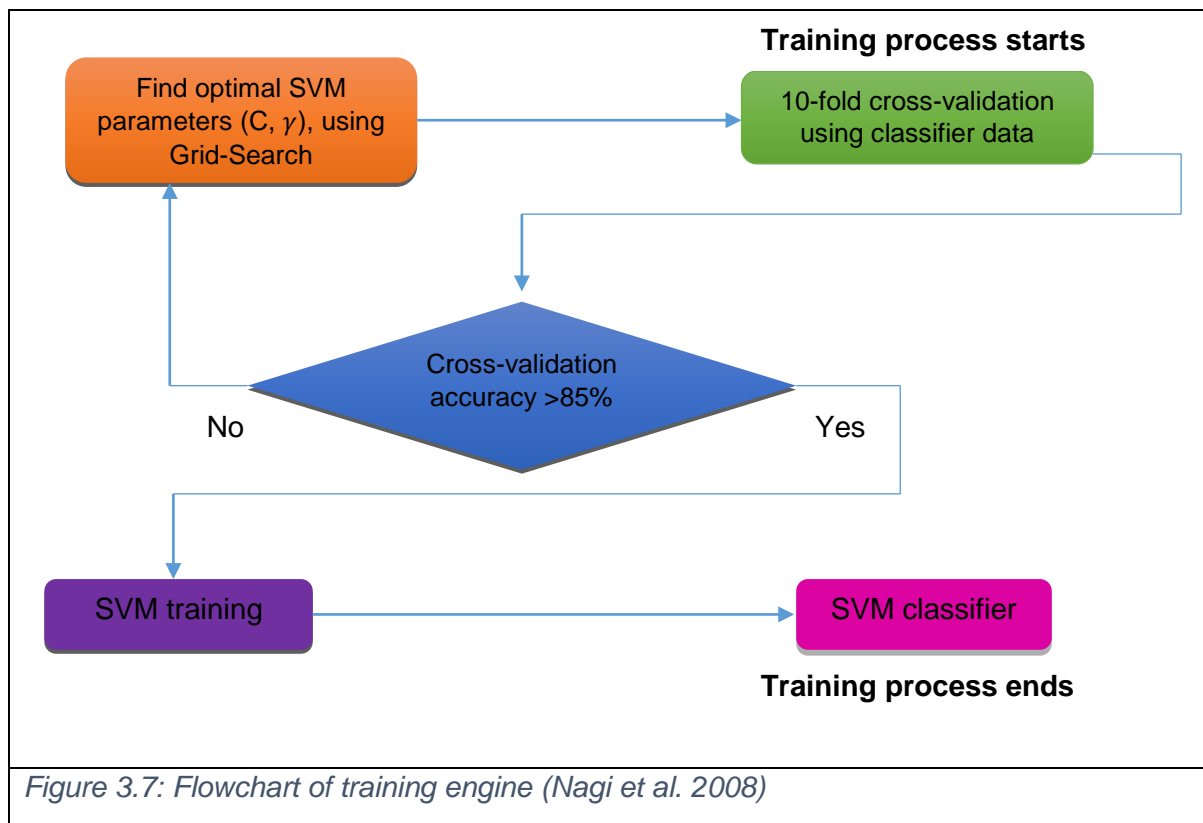 Training process starts
Find optimal SVM
parameters (C, γ), using
Grid-Search
10-fold cross-validation
using classifier data
Cross-validation
accuracy >85%
No
Yes
SVM training
SVM classifier
Training process ends
Figure 3.7: Flowchart of training engine (Nagi et al. 2008)